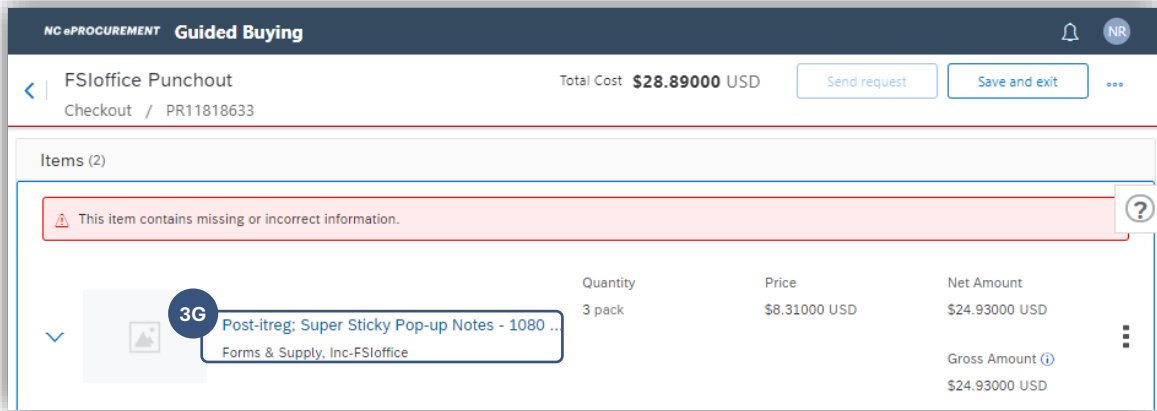 NC ePROCUREMENT Guided Buying NR
FSIoffice Punchout Total Cost $28.89000 USD Send request Save and exit
Checkout / PR11818633
Items (2)
This item contains missing or incorrect information.
?
Quantity Price Net Amount
3 pack $8.31000 USD $24.93000 USD
3G
Post-itreg; Super Sticky Pop-up Notes - 1080 ...
Forms & Supply, Inc-FSIoffice
Gross Amount
$24.93000 USD